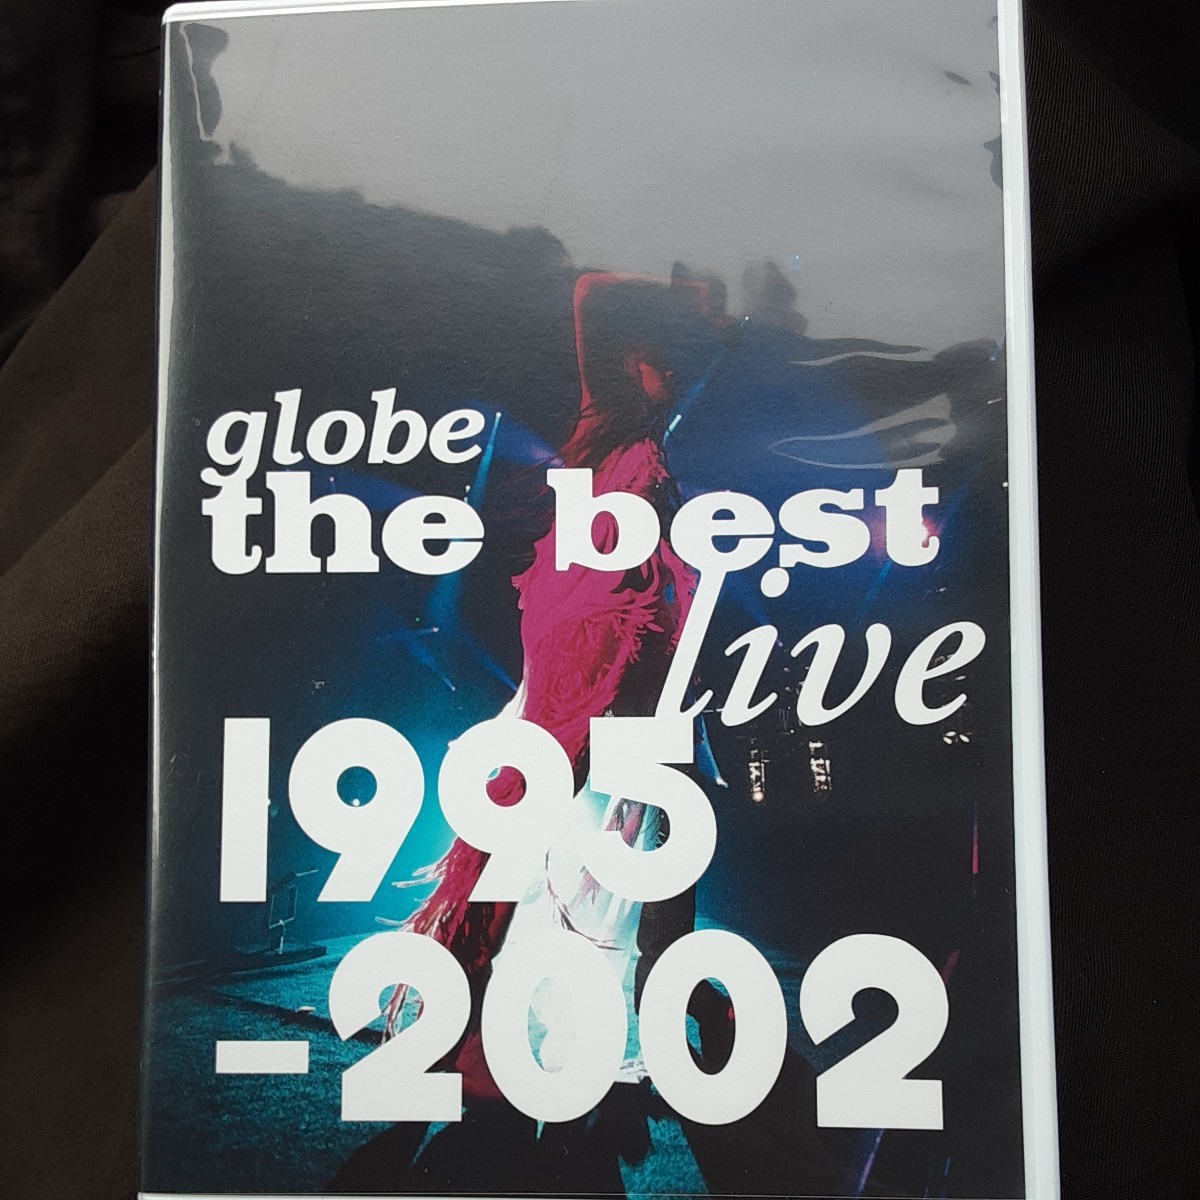 globe
the best
live
1995
-2002